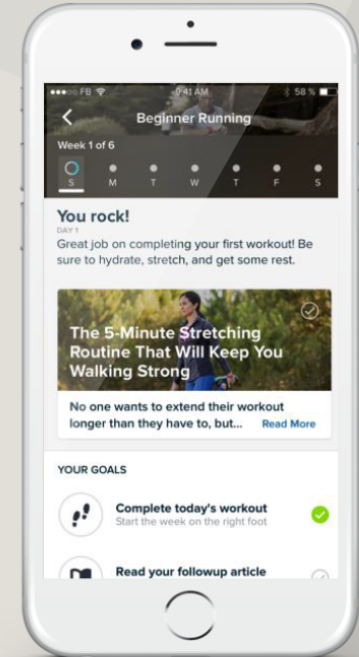 FB 9:41 AM 58 %
Beginner Running
Week 1 of 6
S M T W T F S
You rock!
DAY 1
Great job on completing your first workout! Be
sure to hydrate, stretch, and get some rest.
The 5-Minute Stretching
Routine That Will Keep You
Walking Strong
No one wants to extend their workout
longer than they have to, but... Read More
YOUR GOALS
Complete today's workout
Start the week on the right foot
Read your followup article